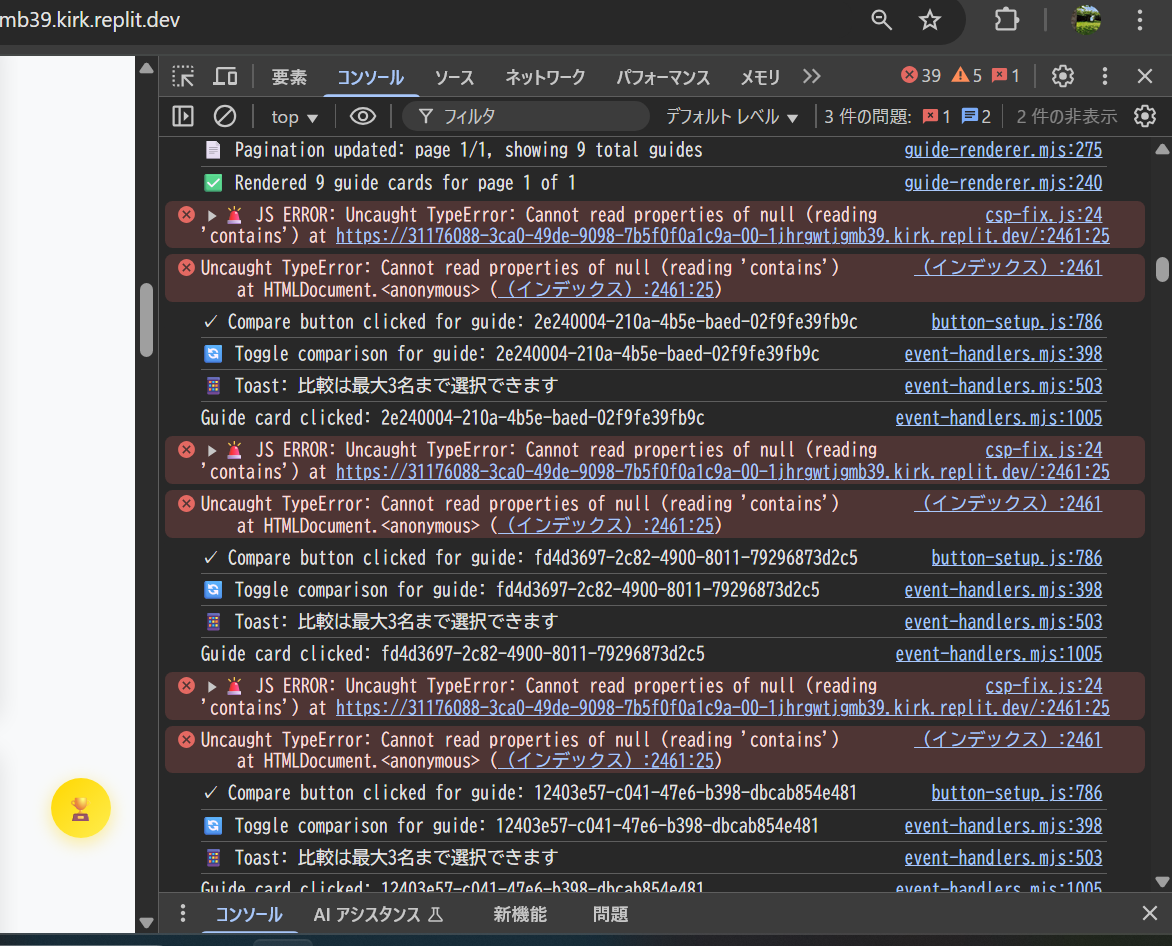 mb39.kirk.replit.dev
要素 コンソール ソース ネットワーク パフォーマンス メモリ 39 5 1
top フィルタ デフォルト レベル 3 件の問題: 1 2 2 件の非表示
Pagination updated: page 1/1, showing 9 total guides guide-renderer.mjs:275
Rendered 9 guide cards for page 1 of 1 guide-renderer.mjs:240
JS ERROR: Uncaught TypeError: Cannot read properties of null (reading csp-fix.js:24
'contains') at https://31176088-3ca0-49de-9098-7b5f0f0a1c9a-00-1jhrgwtjgmb39.kirk.replit.dev/:2461:25
Uncaught TypeError: Cannot read properties of null (reading 'contains') (インデックス):2461
at HTMLDocument.<anonymous> ((インデックス):2461:25)
✓ Compare button clicked for guide: 2e240004-210a-4b5e-baed-02f9fe39fb9c button-setup.js:786
Toggle comparison for guide: 2e240004-210a-4b5e-baed-02f9fe39fb9c event-handlers.mjs:398
Toast: 比較は最大3名まで選択できます event-handlers.mjs:503
Guide card clicked: 2e240004-210a-4b5e-baed-02f9fe39fb9c event-handlers.mjs:1005
JS ERROR: Uncaught TypeError: Cannot read properties of null (reading csp-fix.js:24
'contains') at https://31176088-3ca0-49de-9098-7b5f0f0a1c9a-00-1jhrgwtjgmb39.kirk.replit.dev/:2461:25
Uncaught TypeError: Cannot read properties of null (reading 'contains') (インデックス):2461
at HTMLDocument.<anonymous> ((インデックス):2461:25)
✓ Compare button clicked for guide: fd4d3697-2c82-4900-8011-79296873d2c5 button-setup.js:786
Toggle comparison for guide: fd4d3697-2c82-4900-8011-79296873d2c5 event-handlers.mjs:398
Toast: 比較は最大3名まで選択できます event-handlers.mjs:503
Guide card clicked: fd4d3697-2c82-4900-8011-79296873d2c5 event-handlers.mjs:1005
JS ERROR: Uncaught TypeError: Cannot read properties of null (reading csp-fix.js:24
'contains') at https://31176088-3ca0-49de-9098-7b5f0f0a1c9a-00-1jhrgwtjgmb39.kirk.replit.dev/:2461:25
Uncaught TypeError: Cannot read properties of null (reading 'contains') (インデックス):2461
at HTMLDocument.<anonymous> ((インデックス):2461:25)
✓ Compare button clicked for guide: 12403e57-c041-47e6-b398-dbcab854e481 button-setup.js:786
Toggle comparison for guide: 12403e57-c041-47e6-b398-dbcab854e481 event-handlers.mjs:398
Toast: 比較は最大3名まで選択できます event-handlers.mjs:503
Guide card clicked: 12403e57-c041-47e6-b398-dbcab854e481 event-handlers.mjs:1005
コンソール AI アシスタンス 新機能 問題